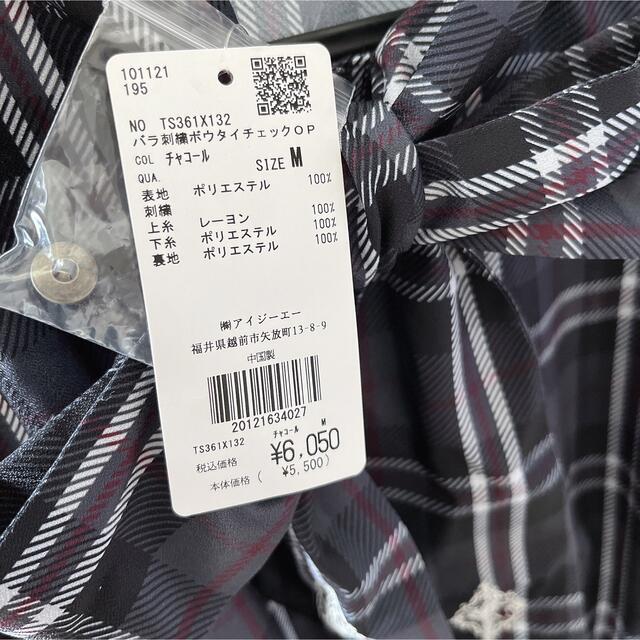 101121
195
NO TS361X132
バラ刺繍ボウタイチェックOP
COL チャコール
QUA. SIZE M
表地 ポリエステル 100%
刺繍
上糸 レーヨン 100%
下糸 ポリエステル 100%
裏地 ポリエステル 100%
㈱アイジーエー
福井県越前市矢放町13-8-9
中国製
20121634027
TS361X132 チャコール M
税込価格 ¥6,050
本体価格 ( ¥5,500)